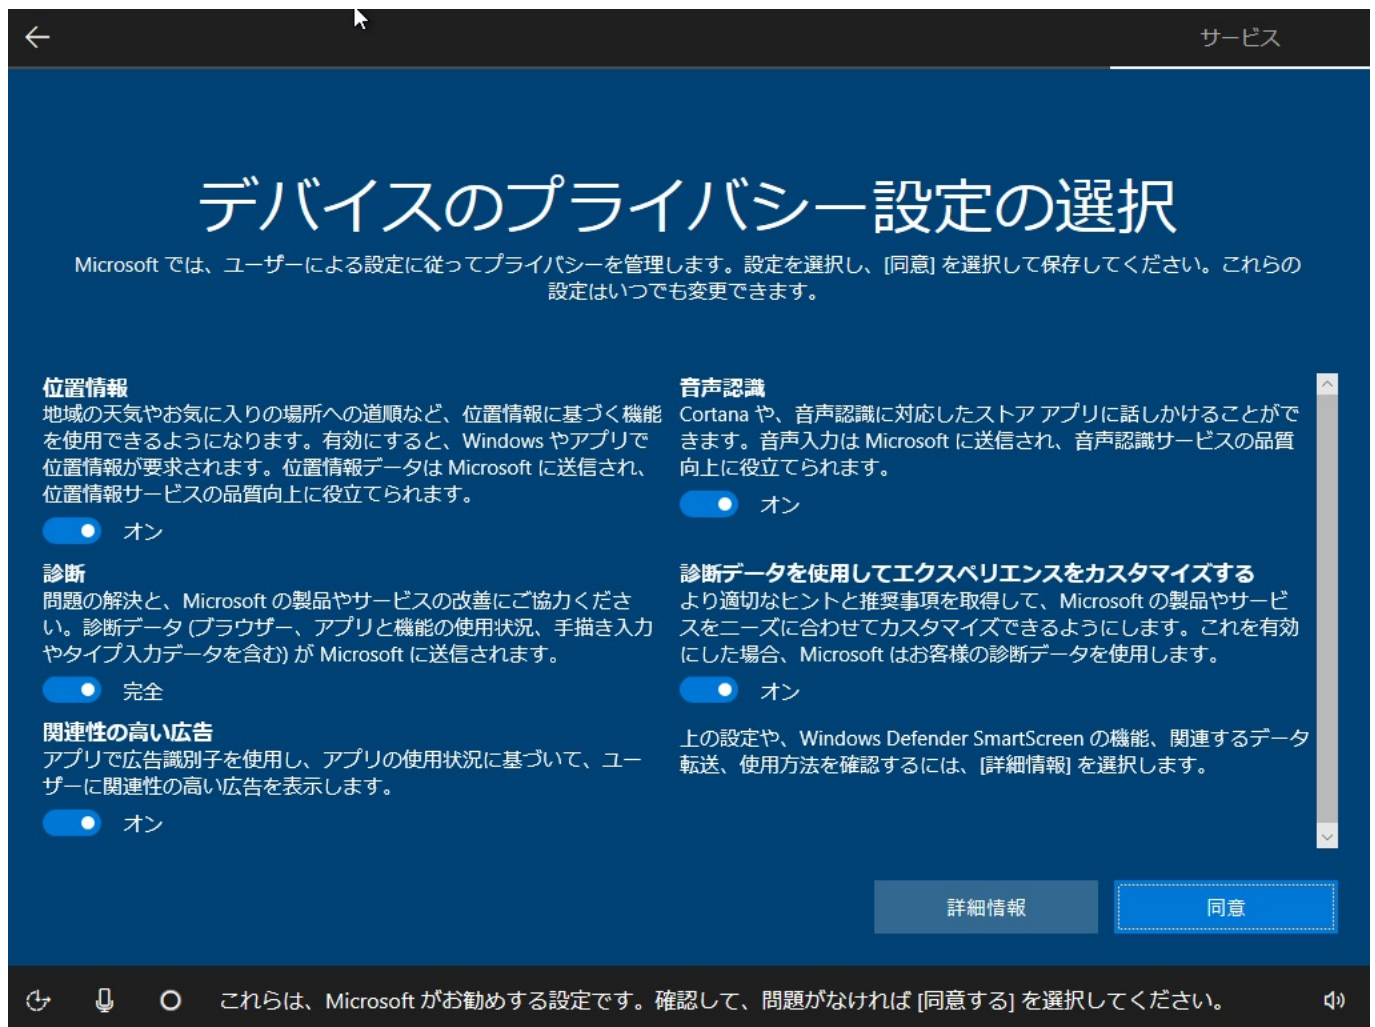 サービス
デバイスのプライバシー設定の選択
Microsoft では、ユーザーによる設定に従ってプライバシーを管理します。設定を選択し、[同意] を選択して保存してください。これらの
設定はいつでも変更できます。
位置情報
地域の天気やお気に入りの場所への道順など、位置情報に基づく機能
を使用できるようになります。有効にすると、Windows やアプリで
位置情報が要求されます。位置情報データは Microsoft に送信され、
位置情報サービスの品質向上に役立てられます。
オン
音声認識
Cortana や、音声認識に対応したストア アプリに話しかけることがで
きます。音声入力は Microsoft に送信され、音声認識サービスの品質
向上に役立てられます。
オン
診断
問題の解決と、Microsoft の製品やサービスの改善にご協力くださ
い。診断データ (ブラウザー、アプリと機能の使用状況、手描き入力
やタイプ入力データを含む) が Microsoft に送信されます。
完全
診断データを使用してエクスペリエンスをカスタマイズする
より適切なヒントと推奨事項を取得して、Microsoft の製品やサービ
スをニーズに合わせてカスタマイズできるようにします。これを有効
にした場合、Microsoft はお客様の診断データを使用します。
オン
関連性の高い広告
アプリで広告識別子を使用し、アプリの使用状況に基づいて、ユー
ザーに関連性の高い広告を表示します。
オン
上の設定や、Windows Defender SmartScreen の機能、関連するデータ
転送、使用方法を確認するには、[詳細情報] を選択します。
詳細情報
同意
これらは、Microsoft がお勧めする設定です。確認して、問題がなければ [同意する] を選択してください。